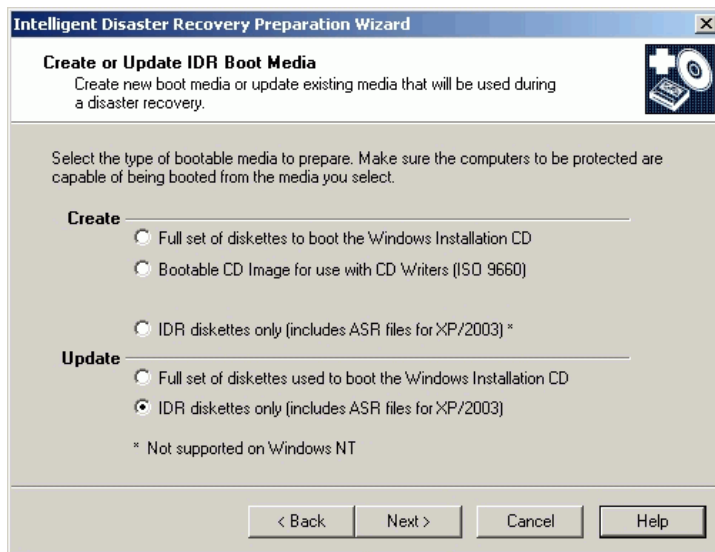 Intelligent Disaster Recovery Preparation Wizard
Create or Update IDR Boot Media
Create new boot media or update existing media that will be used during
a disaster recovery.
Select the type of bootable media to prepare. Make sure the computers to be protected are
capable of being booted from the media you select.
Create
Full set of diskettes to boot the Windows Installation CD
Bootable CD Image for use with CD Writers (ISO 9660)
IDR diskettes only (includes ASR files for XP/2003) *
Update
Full set of diskettes used to boot the Windows Installation CD
IDR diskettes only (includes ASR files for XP/2003)
* Not supported on Windows NT
< Back Next > Cancel Help